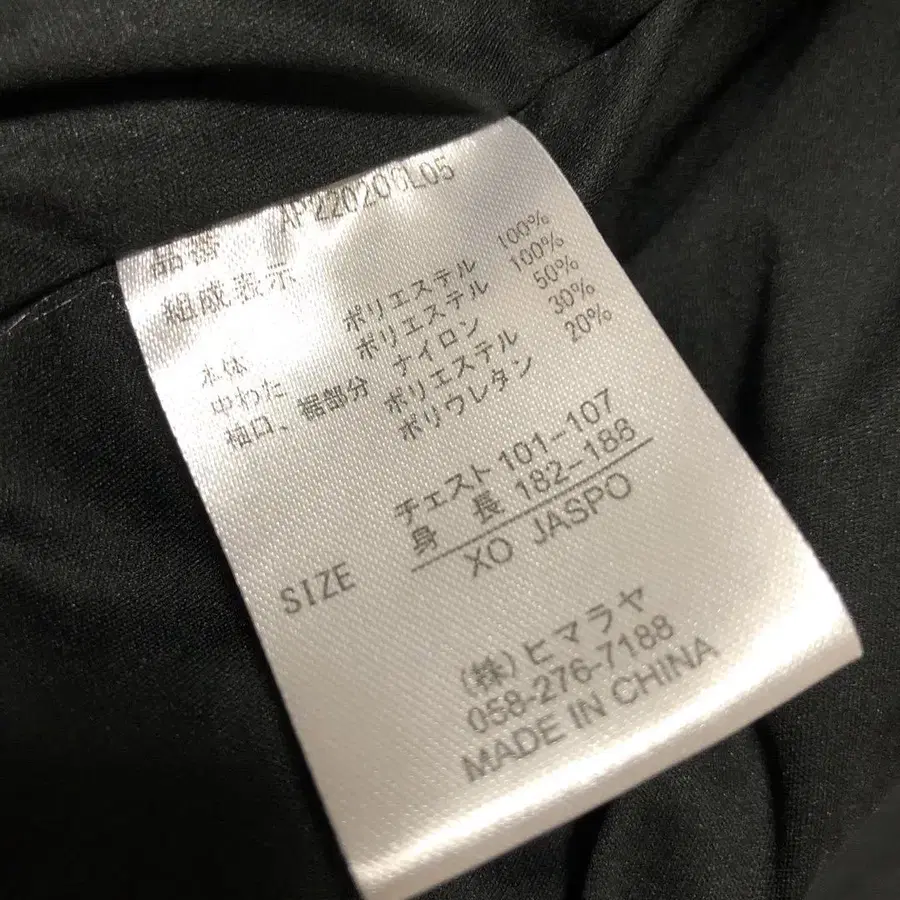 品番 AP220200L05
組成表示
本体 ポリエステル 100%
中わた ポリエステル 100%
袖口、裾部分 ナイロン 50%
ポリエステル 30%
ポリウレタン 20%
チェスト 101-107
身長 182-188
SIZE XO JASPO
(株)ヒマラヤ
058-276-7188
MADE IN CHINA